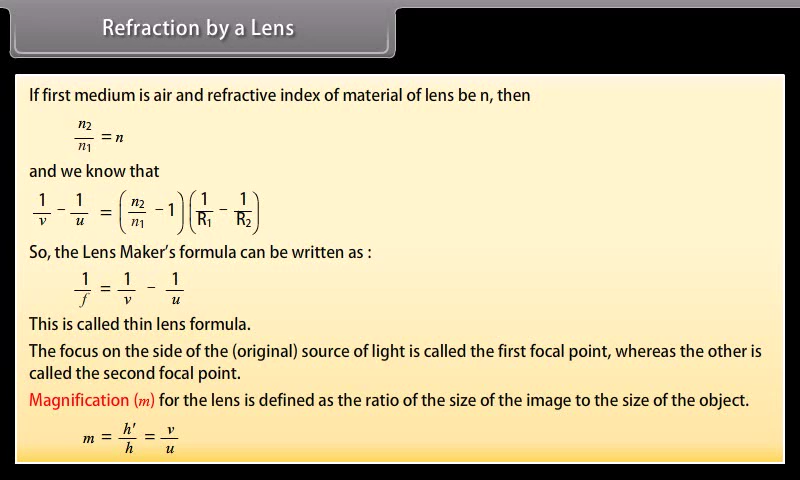 Refraction by a Lens
If first medium is air and refractive index of material of lens be n, then
n2/n1 = n
and we know that
1/v − 1/u = (n2/n1 − 1)(1/R1 − 1/R2)
So, the Lens Maker's formula can be written as :
1/f = 1/v − 1/u
This is called thin lens formula.
The focus on the side of the (original) source of light is called the first focal point, whereas the other is
called the second focal point.
Magnification (m) for the lens is defined as the ratio of the size of the image to the size of the object.
m = h'/h = v/u